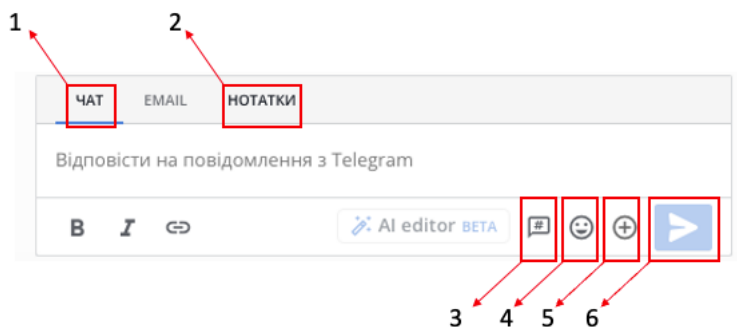 1 2
ЧАТ EMAIL НОТАТКИ
Відповісти на повідомлення з Telegram
B I AI editor BETA #
3 4 5 6